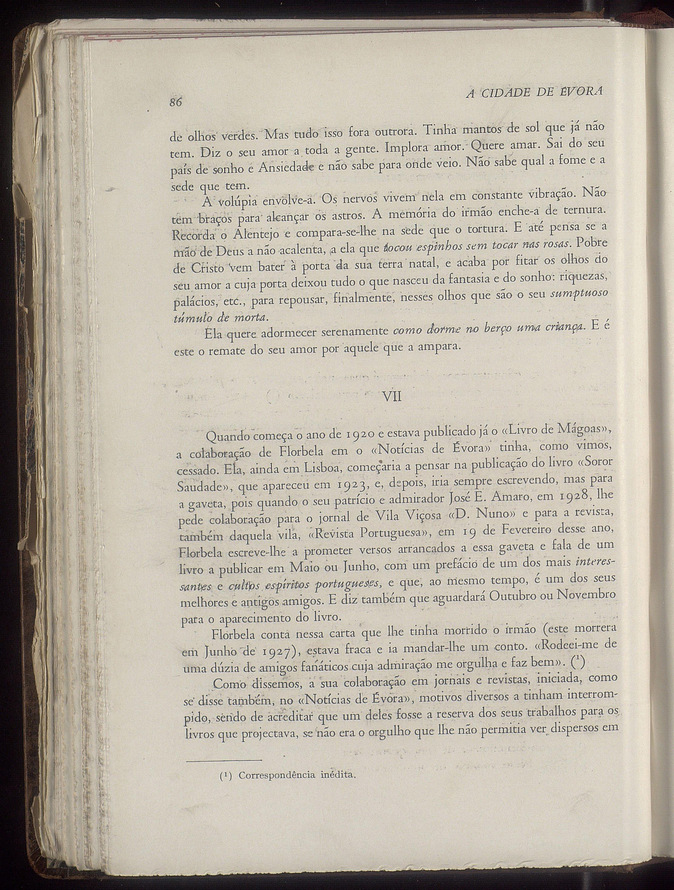 86
A CIDADE DE ÉVORA
de olhos verdes. Mas tudo isso fora outrora. Tinha mantos de sol que já não
tem. Diz o seu amor a toda a gente. Implora amor. Quere amar. Sai do seu
país de sonho e Ansiedade e não sabe para onde veio. Não sabe qual a fome e a
sede que tem.
A volúpia envolve-a. Os nervos vivem nela em constante vibração. Não
tem braços para alcançar os astros. A memória do irmão enche-a de ternura.
Recorda o Alentejo e compara-se-lhe na sede que o tortura. E até pensa se a
mão de Deus a não acalenta, a ela que tocou espinhos sem tocar nas rosas. Pobre
de Cristo vem bater à porta da sua terra natal, e acaba por fitar os olhos do
seu amor a cuja porta deixou tudo o que nasceu da fantasia e do sonho: riquezas,
palácios, etc., para repousar, finalmente, nesses olhos que são o seu sumptuoso
túmulo de morta.
Ela quere adormecer serenamente como dorme no berço uma criança. E é
este o remate do seu amor por aquele que a ampara.
VII
Quando começa o ano de 1920 e estava publicado já o «Livro de Mágoas»,
a colaboração de Florbela em o «Notícias de Évora» tinha, como vimos,
cessado. Ela, ainda em Lisboa, começaria a pensar na publicação do livro «Soror
Saudade», que apareceu em 1923, e, depois, iria sempre escrevendo, mas para
a gaveta, pois quando o seu patrício e admirador José E. Amaro, em 1928, lhe
pede colaboração para o jornal de Vila Viçosa «D. Nuno» e para a revista,
também daquela vila, «Revista Portuguesa», em 19 de Fevereiro desse ano,
Florbela escreve-lhe a prometer versos arrancados a essa gaveta e fala de um
livro a publicar em Maio ou Junho, com um prefácio de um dos mais interes-
santes e cultos espíritos portugueses, e que, ao mesmo tempo, é um dos seus
melhores e antigos amigos. E diz também que aguardará Outubro ou Novembro
para o aparecimento do livro.
Florbela conta nessa carta que lhe tinha morrido o irmão (este morrera
em Junho de 1927), estava fraca e ia mandar-lhe um conto. «Rodeei-me de
uma dúzia de amigos fanáticos cuja admiração me orgulha e faz bem». (¹)
Como dissemos, a sua colaboração em jornais e revistas, iniciada, como
se disse também, no «Notícias de Évora», motivos diversos a tinham interrom-
pido, sendo de acreditar que um deles fosse a reserva dos seus trabalhos para os
livros que projectava, se não era o orgulho que lhe não permitia ver dispersos em
(¹) Correspondência inédita.